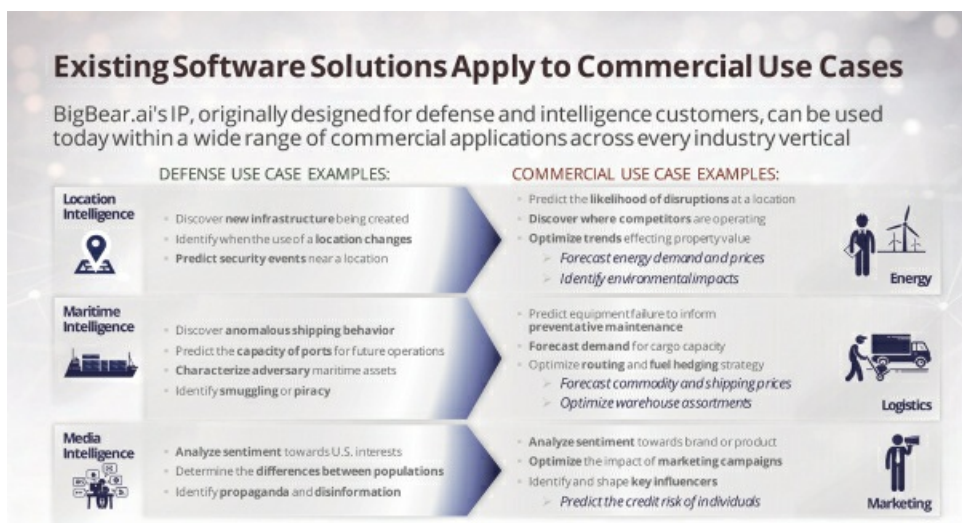 Existing Software Solutions Apply to Commercial Use Cases
BigBear.ai's IP, originally designed for defense and intelligence customers, can be used
today within a wide range of commercial applications across every industry vertical
DEFENSE USE CASE EXAMPLES:
COMMERCIAL USE CASE EXAMPLES:
Location
Intelligence
Discover new infrastructure being created
Identify when the use of a location changes
Predict security events near a location
Predict the likelihood of disruptions at a location
Discover where competitors are operating
Optimize trends effecting property value
Forecast energy demand and prices
Identify environmental impacts
Energy
Maritime
Intelligence
Discover anomalous shipping behavior
Predict the capacity of ports for future operations
Characterize adversary maritime assets
Identify smuggling or piracy
Predict equipment failure to inform
preventative maintenance
Forecast demand for cargo capacity
Optimize routing and fuel hedging strategy
Forecast commodity and shipping prices
Optimize warehouse assortments
Logistics
Media
Intelligence
Analyze sentiment towards U.S. interests
Determine the differences between populations
Identify propaganda and disinformation
Analyze sentiment towards brand or product
Optimize the impact of marketing campaigns
Identify and shape key influencers
Predict the credit risk of individuals
Marketing